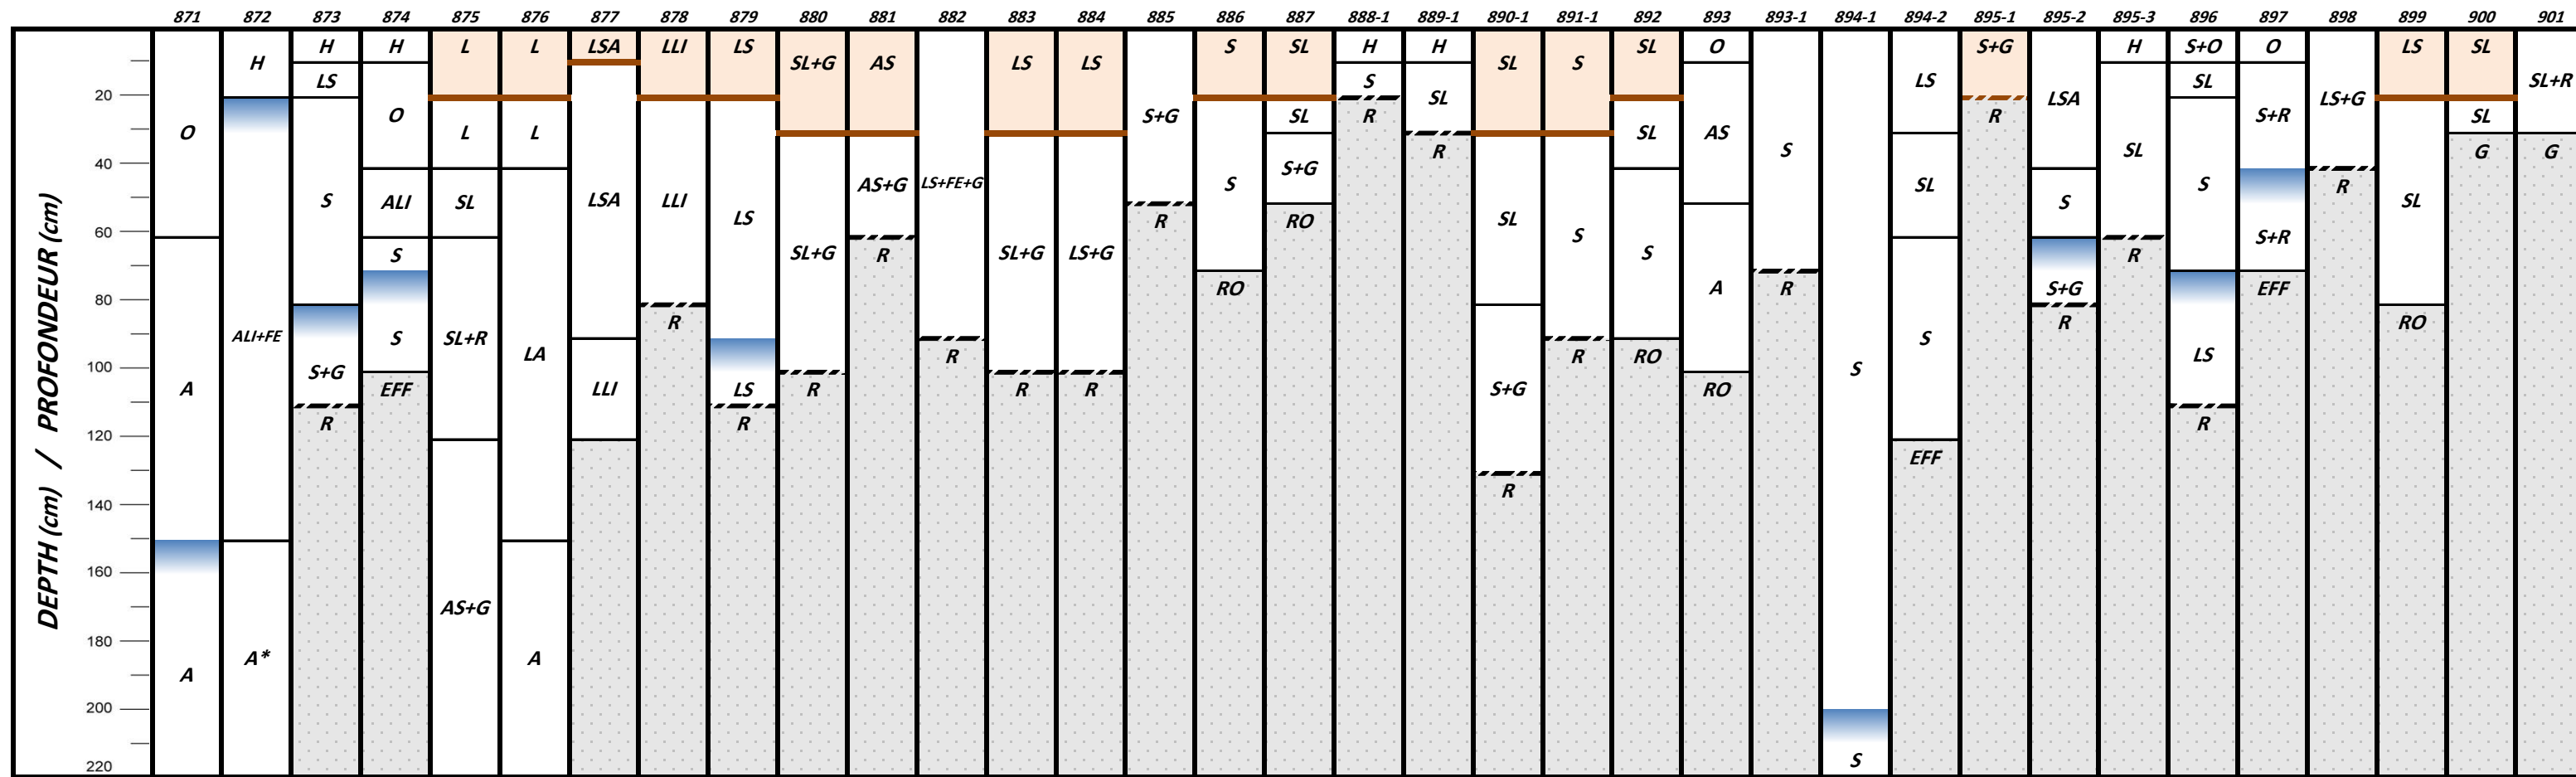 871 872 873 874 875 876 877 878 879 880 881 882 883 884 885 886 887 888-1 889-1 890-1 891-1 892 893 893-1 894-1 894-2 895-1 895-2 895-3 896 897 898 899 900 901
DEPTH (cm) / PROFONDEUR (cm)
20
40
60
80
100
120
140
160
180
200
220
O
A
A
H
ALI+FE
A*
H
LS
S
S+G
R
H
O
ALI
S
S
EFF
L
L
SL
SL+R
AS+G
L
L
LA
A
LSA
LSA
LLI
LLI
LLI
R
LS
LS
LS
R
SL+G
SL+G
R
AS
AS+G
R
LS+FE+G
R
LS
SL+G
R
LS
LS+G
R
S+G
R
S
S
RO
SL
SL
S+G
RO
H
S
R
H
SL
R
SL
SL
S+G
R
S
S
R
SL
SL
S
RO
O
AS
A
RO
S
R
S
S
LS
SL
S
EFF
S+G
R
LSA
S
S+G
R
H
SL
R
S+O
SL
S
LS
R
O
S+R
S+R
EFF
LS+G
R
LS
SL
RO
SL
SL
G
SL+R
G